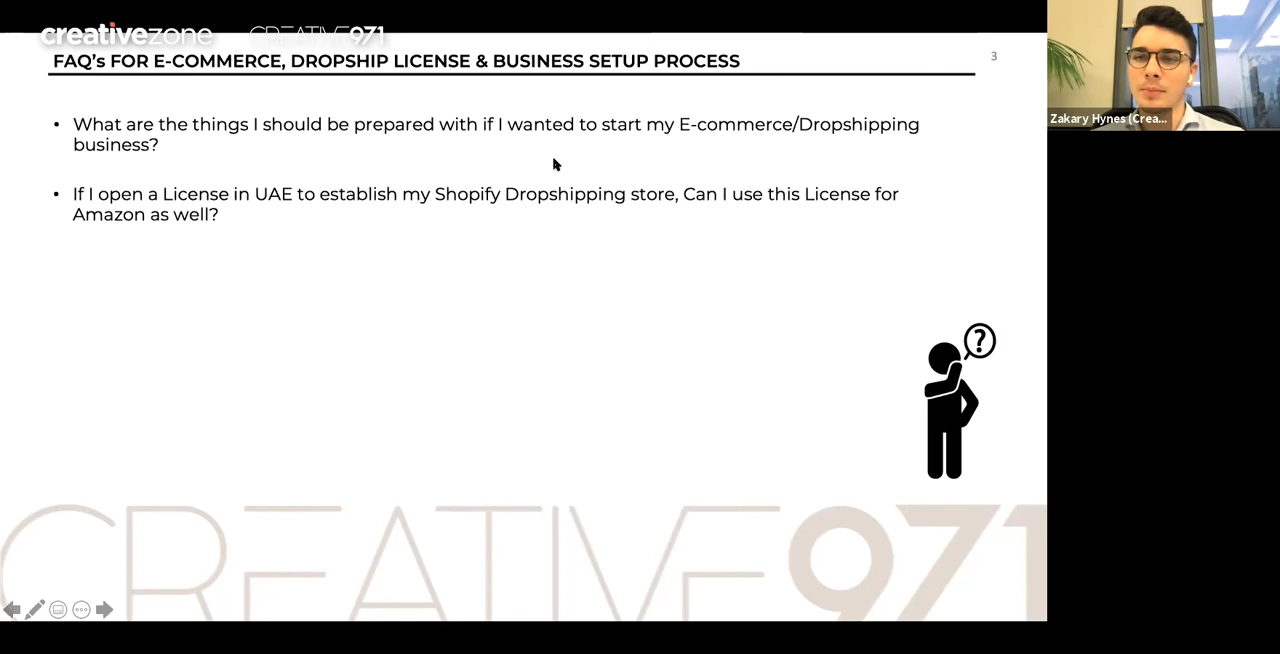 creativezone CREATIVE971
FAQ's FOR E-COMMERCE, DROPSHIP LICENSE & BUSINESS SETUP PROCESS
3
• What are the things I should be prepared with if I wanted to start my E-commerce/Dropshipping
business?
• If I open a License in UAE to establish my Shopify Dropshipping store, Can I use this License for
Amazon as well?
?
Zakary Hynes (Crea...
CREATIVE971